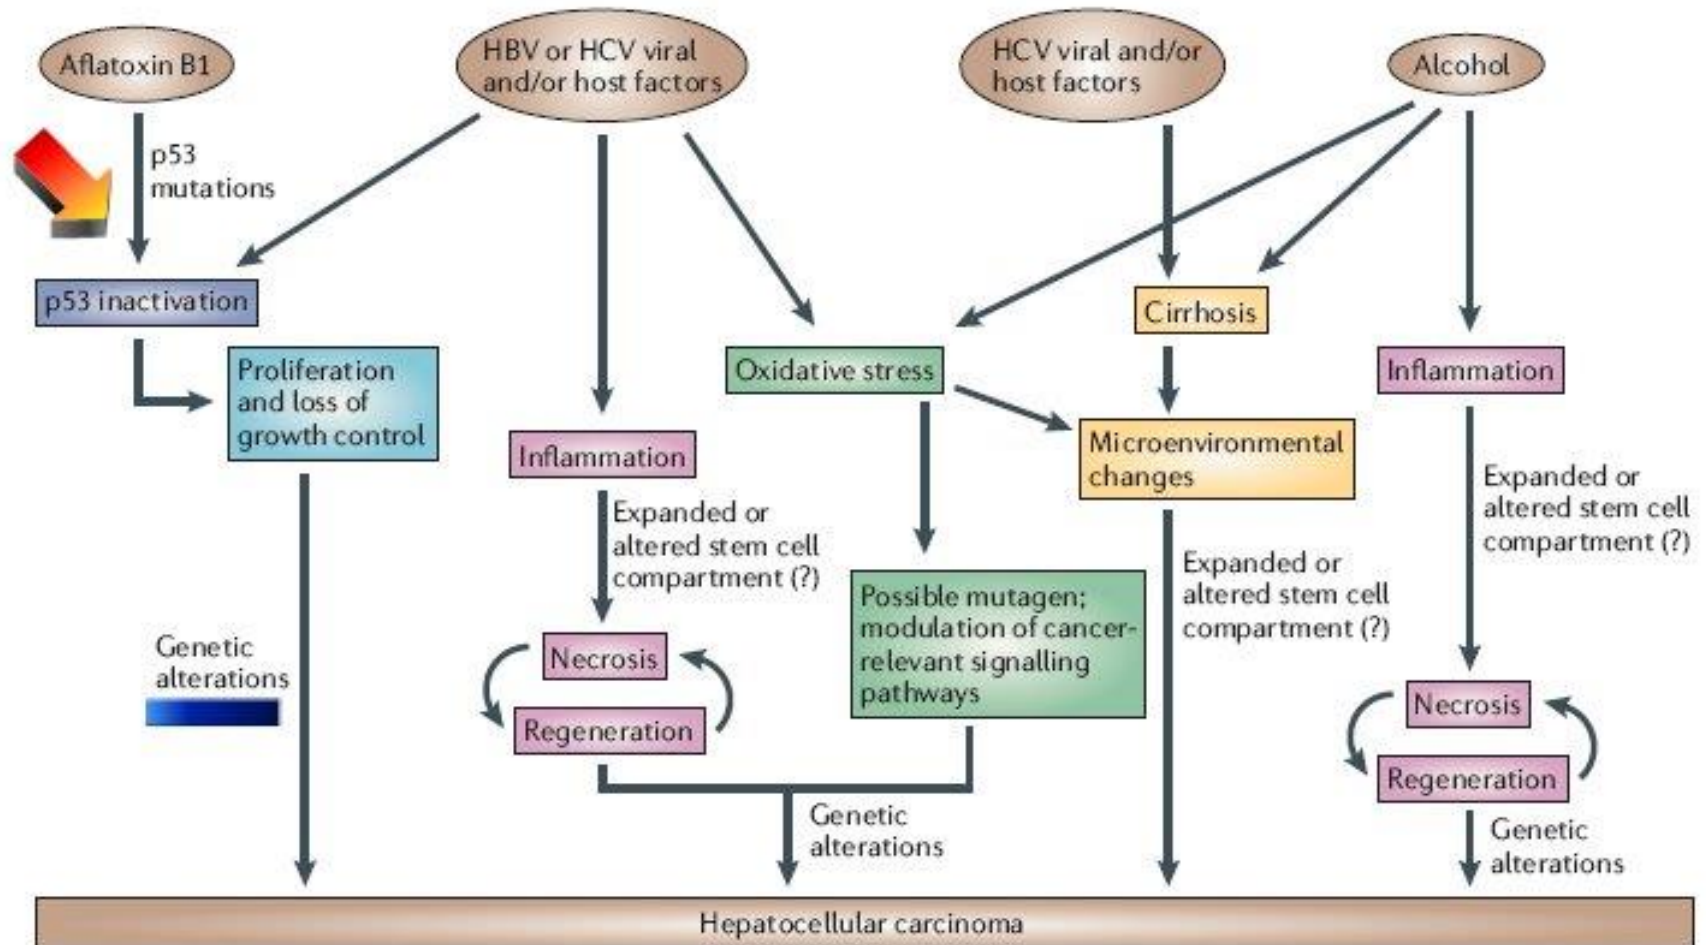 Aflatoxin B1
HBV or HCV viral
and/or host factors
HCV viral and/or
host factors
Alcohol
p53
mutations
p53 inactivation
Cirrhosis
Proliferation
and loss of
growth control
Oxidative stress
Inflammation
Inflammation
Microenvironmental
changes
Expanded or
altered stem cell
compartment (?)
Expanded or
altered stem cell
compartment (?)
Expanded or
altered stem cell
compartment (?)
Possible mutagen;
modulation of cancer-
relevant signalling
pathways
Genetic
alterations
Necrosis
Regeneration
Necrosis
Regeneration
Genetic
alterations
Genetic
alterations
Hepatocellular carcinoma